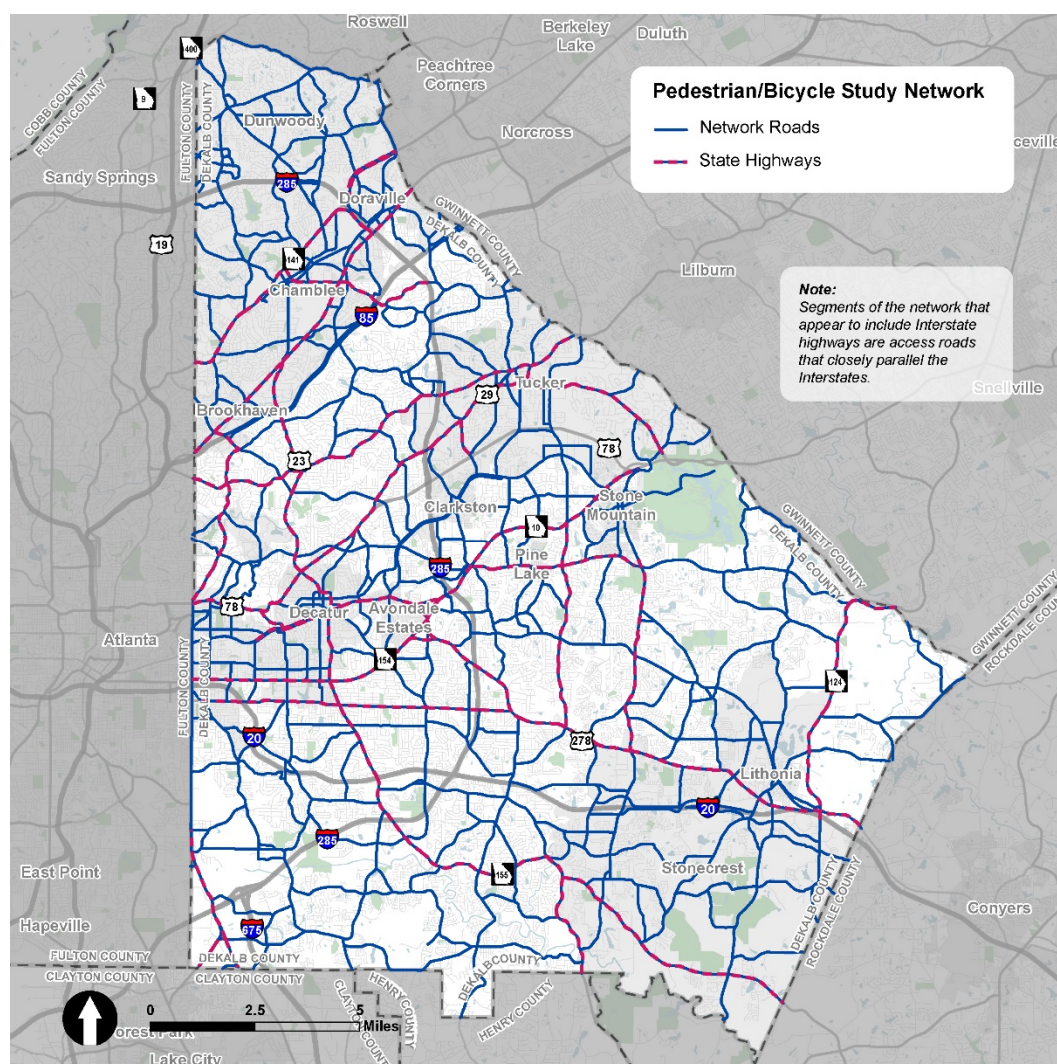 Roswell
Berkeley
Lake
Duluth
400
Peachtree
Corners
Pedestrian/Bicycle Study Network
Network Roads
State Highways
9
COBB COUNTY
FULTON COUNTY
FULTON COUNTY
DEKALB COUNTY
Dunwoody
Norcross
ceville
Sandy Springs
285
Doraville
GWINNETT COUNTY
DEKALB COUNTY
19
141
Lilburn
Chamblee
85
Note:
Segments of the network that
appear to include Interstate
highways are access roads
that closely parallel the
Interstates.
Snellville
Tucker
29
Brookhaven
23
78
Clarkston
Stone
Mountain
10
Pine
Lake
285
GWINNETT COUNTY
DEKALB COUNTY
78
Decatur
Avondale
Estates
Atlanta
GWINNETT COUNTY
ROCKDALE COUN
154
124
FULTON COUNTY
DEKALB COUNTY
20
278
Lithonia
20
285
East Point
155
Stonecrest
Hapeville
675
Conyers
DEKALB COUNTY
ROCKDALE COUNTY
FULTON COUNTY
DEKALB COUNTY
CLAYTON COUNTY
CLAYTON COUNTY
DEKALBCOUNTY
HENRY COUNTY
CLAYTON COUNTY
HENRY COUNTY
0 2.5 5
Miles
Forest Park
Lake City